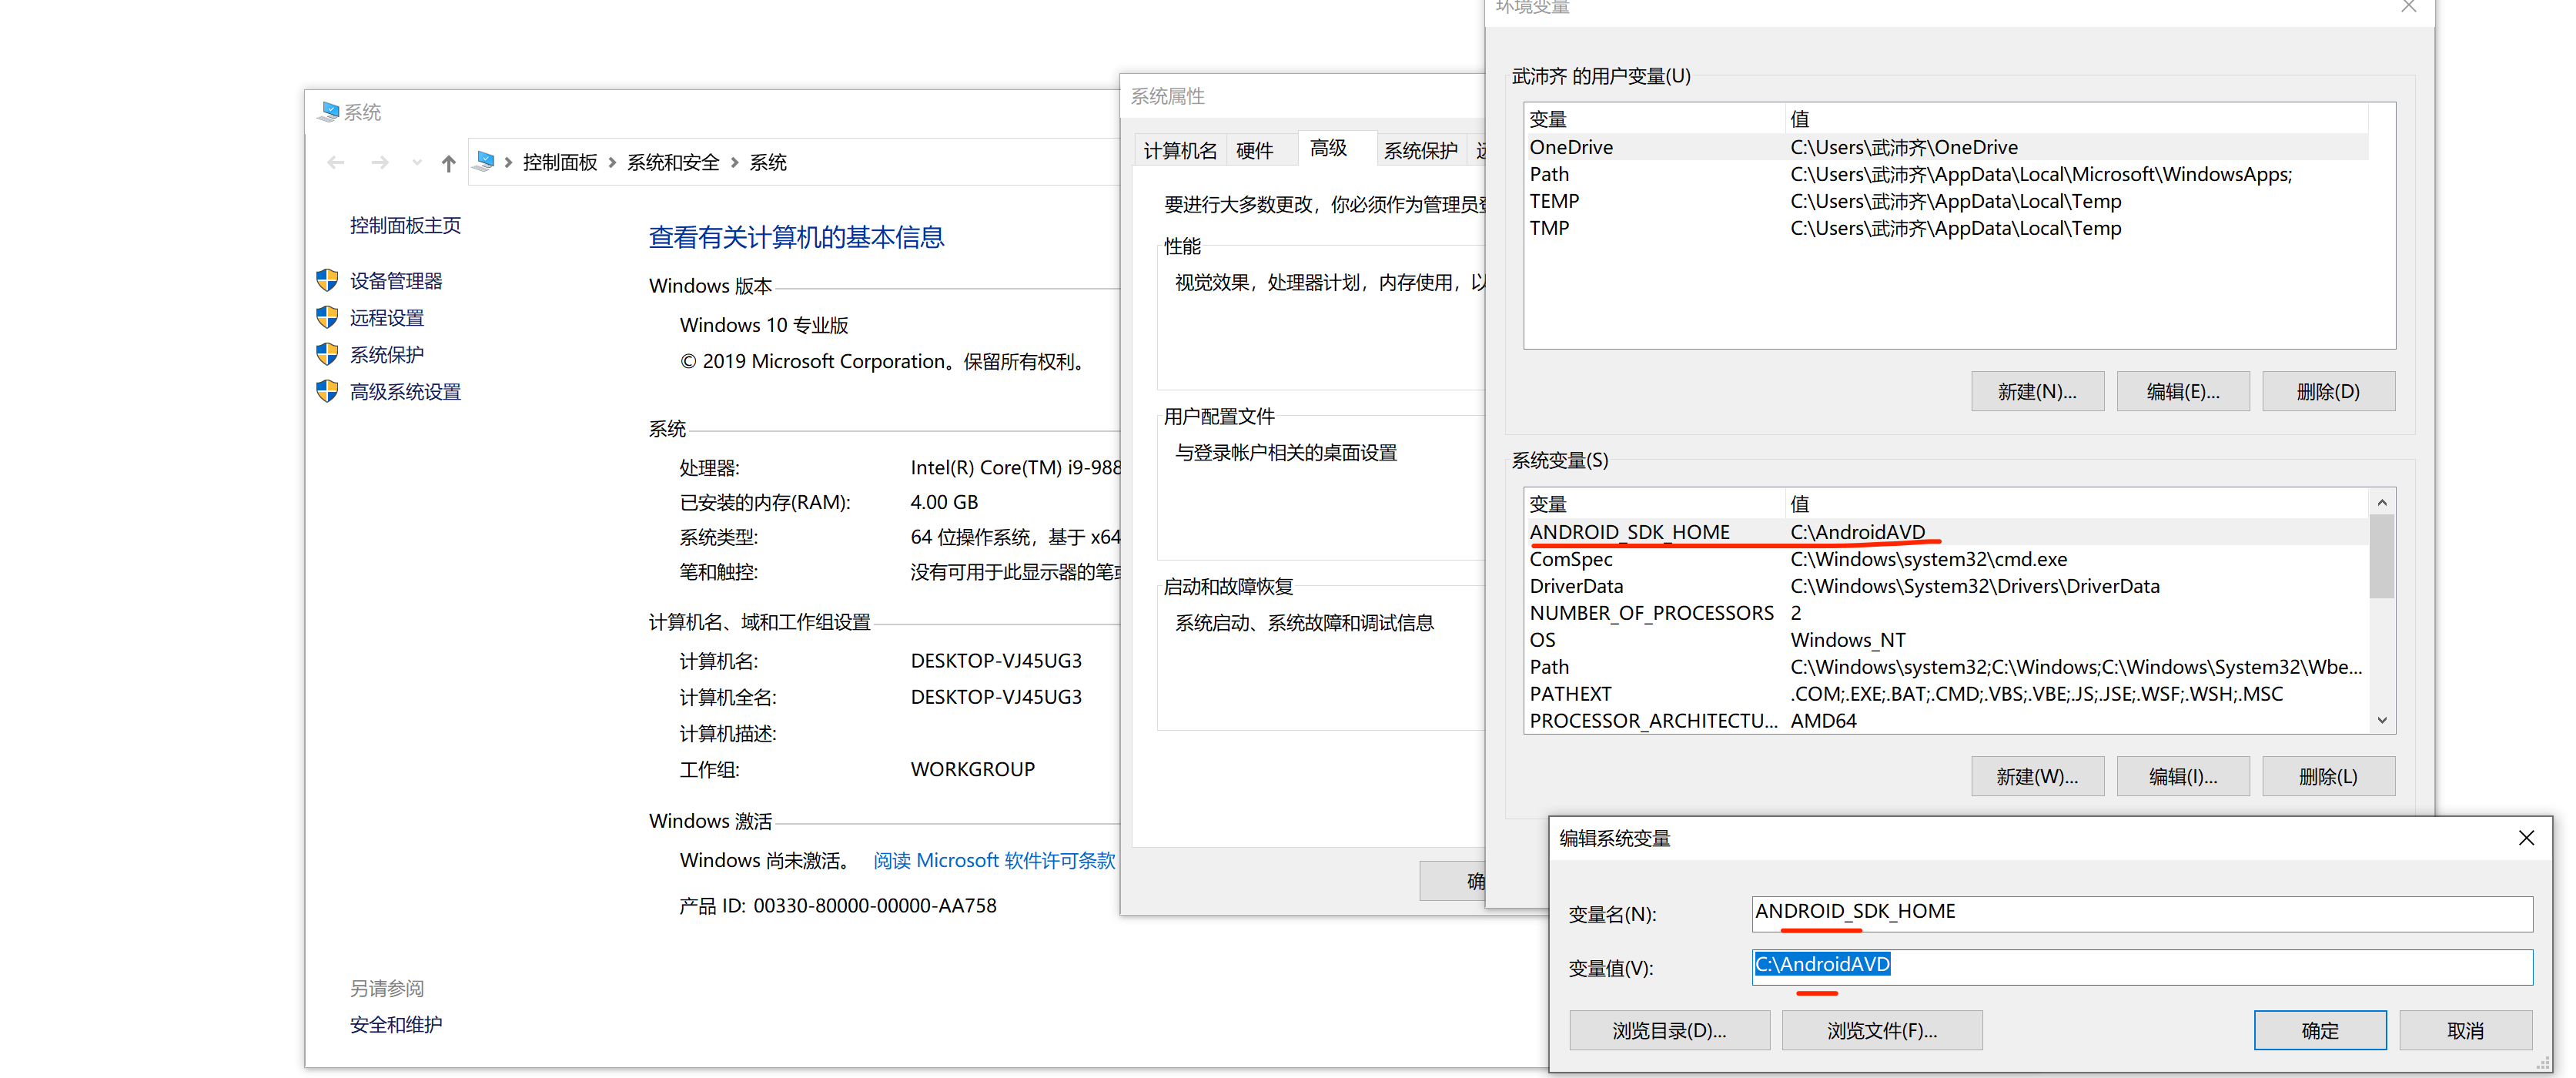 系统
控制面板
系统和安全
系统
控制面板主页
设备管理器
远程设置
系统保护
高级系统设置
查看有关计算机的基本信息
Windows 版本
Windows 10 专业版
© 2019 Microsoft Corporation。保留所有权利。
系统
处理器: Intel(R) Core(TM) i9-988
已安装的内存(RAM): 4.00 GB
系统类型: 64 位操作系统，基于 x64
笔和触控: 没有可用于此显示器的笔或
计算机名、域和工作组设置
计算机名: DESKTOP-VJ45UG3
计算机全名: DESKTOP-VJ45UG3
计算机描述:
工作组: WORKGROUP
Windows 激活
Windows 尚未激活。 阅读 Microsoft 软件许可条款
产品 ID: 00330-80000-00000-AA758
另请参阅
安全和维护
系统属性
计算机名 硬件 高级 系统保护
要进行大多数更改，你必须作为管理员登
性能
视觉效果，处理器计划，内存使用，以
用户配置文件
与登录帐户相关的桌面设置
启动和故障恢复
系统启动、系统故障和调试信息
确
环境变量
武沛齐 的用户变量(U)
变量 值
OneDrive C:\Users\武沛齐\OneDrive
Path C:\Users\武沛齐\AppData\Local\Microsoft\WindowsApps;
TEMP C:\Users\武沛齐\AppData\Local\Temp
TMP C:\Users\武沛齐\AppData\Local\Temp
新建(N)... 编辑(E)... 删除(D)
系统变量(S)
变量 值
ANDROID_SDK_HOME C:\AndroidAVD
ComSpec C:\Windows\system32\cmd.exe
DriverData C:\Windows\System32\Drivers\DriverData
NUMBER_OF_PROCESSORS 2
OS Windows_NT
Path C:\Windows\system32;C:\Windows;C:\Windows\System32\Wbe...
PATHEXT .COM;.EXE;.BAT;.CMD;.VBS;.VBE;.JS;.JSE;.WSF;.WSH;.MSC
PROCESSOR_ARCHITECTU... AMD64
新建(W)... 编辑(I)... 删除(L)
编辑系统变量
变量名(N): ANDROID_SDK_HOME
变量值(V): C:\AndroidAVD
浏览目录(D)... 浏览文件(F)... 确定 取消